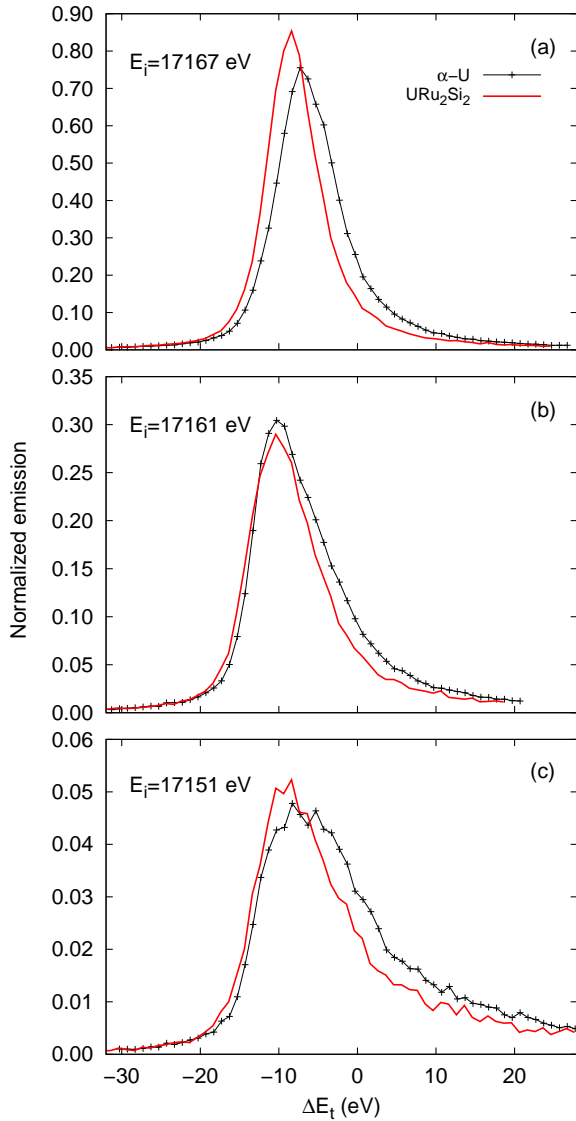 0.90
0.80
0.70
0.60
0.50
0.40
0.30
0.20
0.10
0.00
E_i=17167 eV
(a)
α−U
URu₂Si₂
0.35
0.30
0.25
0.20
0.15
0.10
0.05
0.00
E_i=17161 eV
(b)
Normalized emission
0.06
0.05
0.04
0.03
0.02
0.01
0.00
E_i=17151 eV
(c)
−30 −20 −10 0 10 20
ΔE_t (eV)